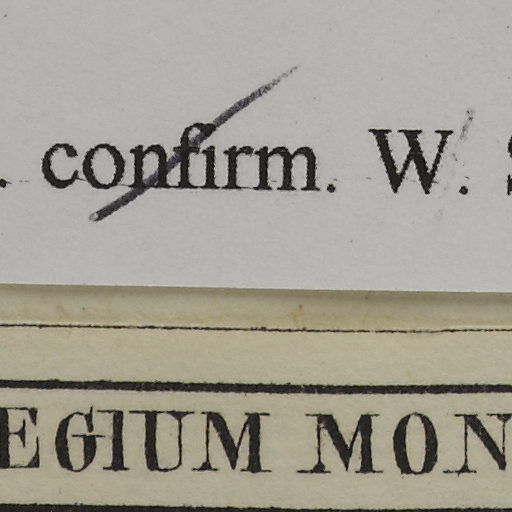 . confirm. W.
EGIUM MON